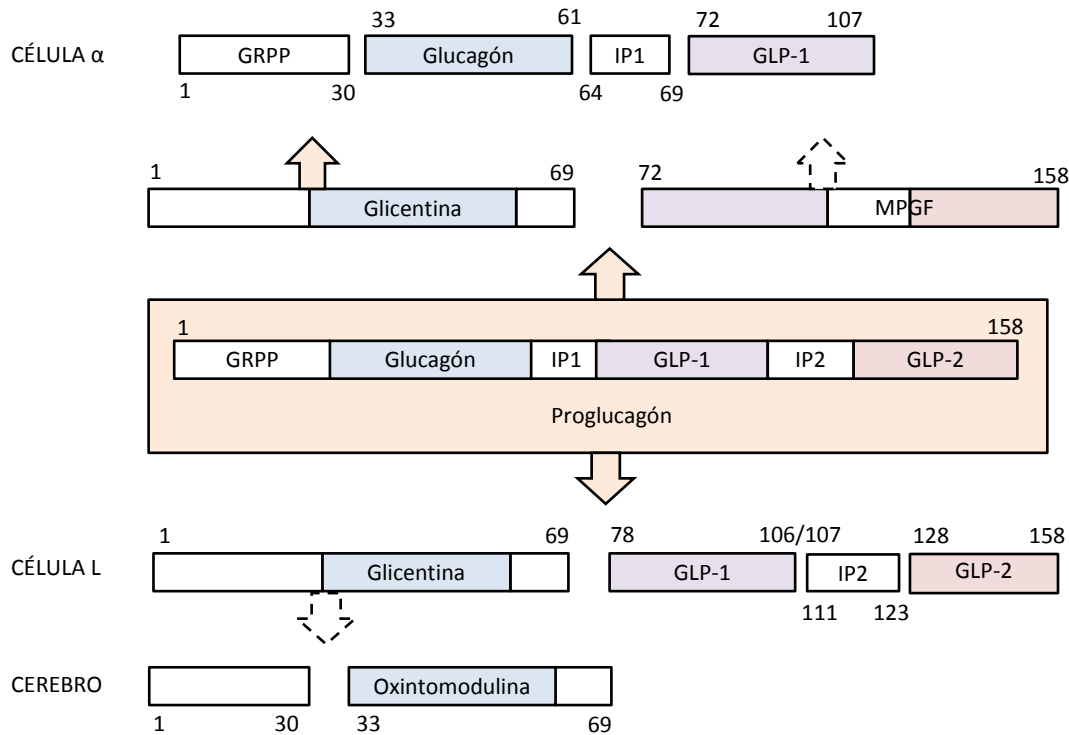 33 61 72 107
CÉLULA α GRPP Glucagón IP1 GLP-1
1 30 64 69
1 69 72 158
Glicentina MPGF
1 158
GRPP Glucagón IP1 GLP-1 IP2 GLP-2
Proglucagón
1 69 78 106/107 128 158
CÉLULA L Glicentina GLP-1 IP2 GLP-2
111 123
CEREBRO Oxintomodulina
1 30 33 69